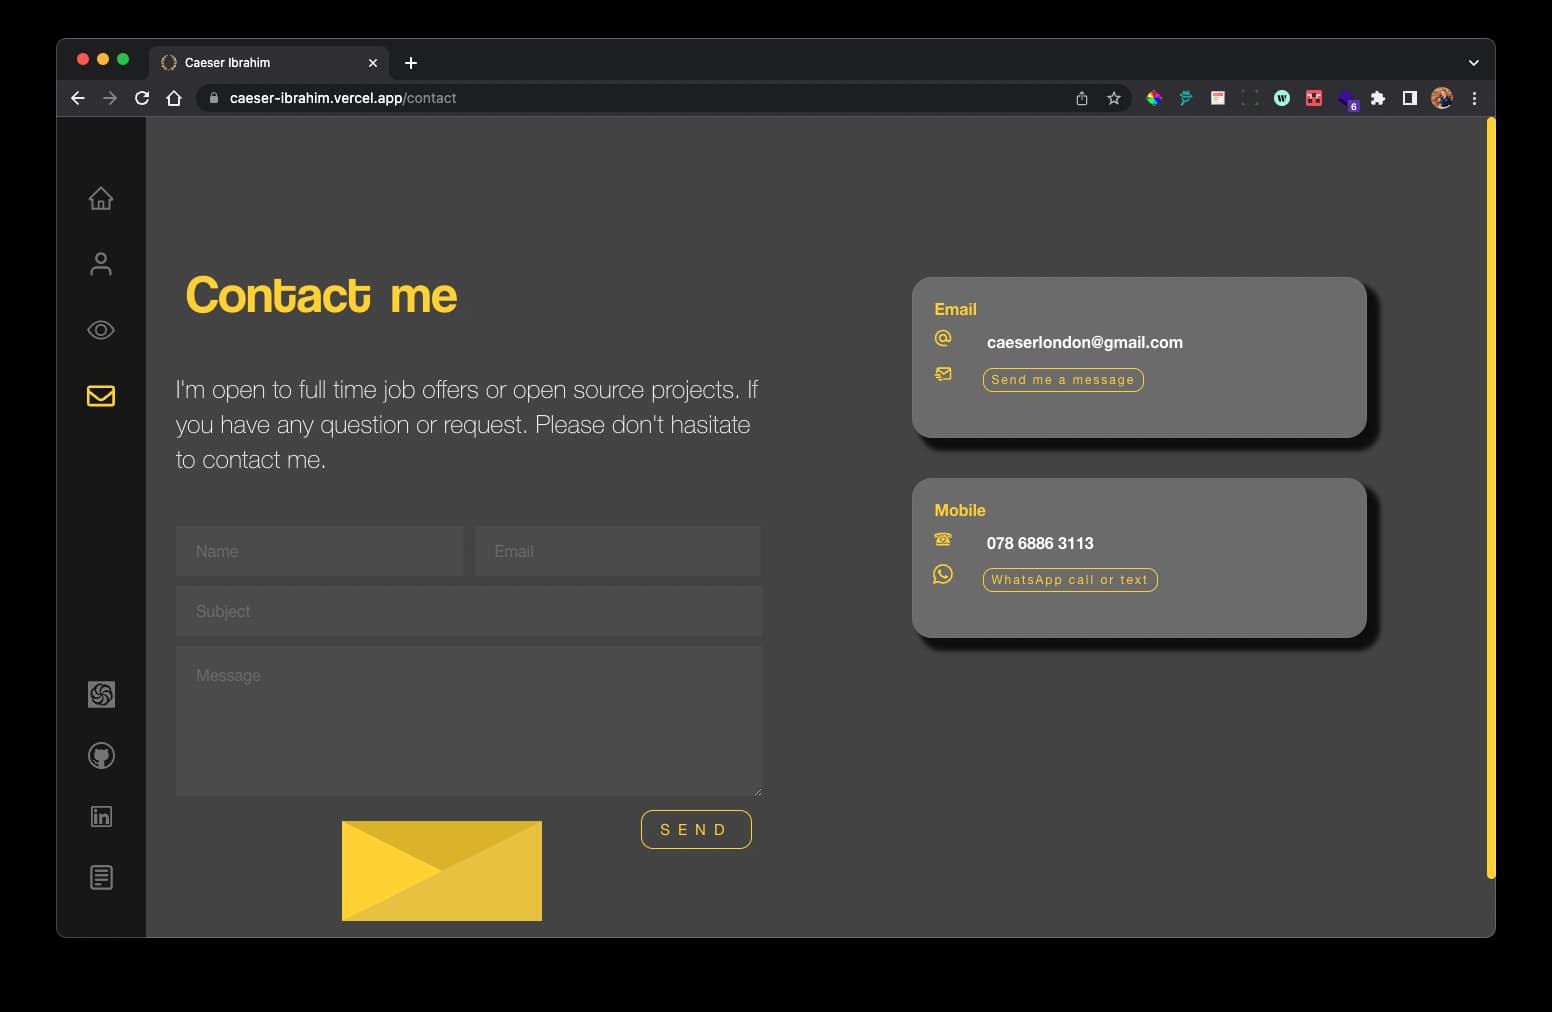 Caeser Ibrahim
caeser-ibrahim.vercel.app/contact
6
Contact me
I'm open to full time job offers or open source projects. If
you have any question or request. Please don't hasitate
to contact me.
Name
Email
Subject
Message
SEND
Email
caeserlondon@gmail.com
Send me a message
Mobile
078 6886 3113
WhatsApp call or text